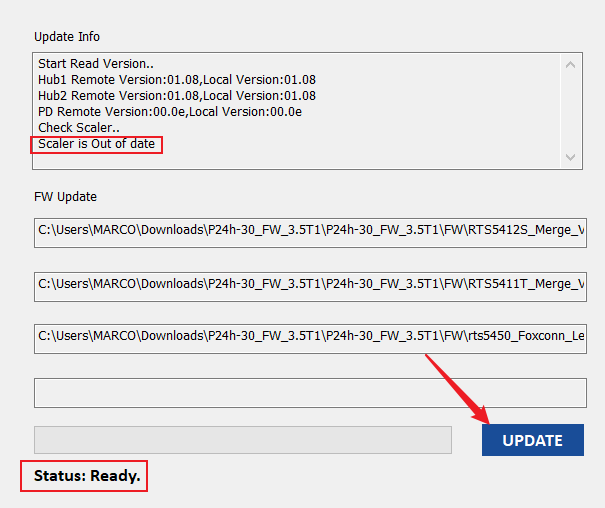 Update Info
Start Read Version..
Hub1 Remote Version:01.08,Local Version:01.08
Hub2 Remote Version:01.08,Local Version:01.08
PD Remote Version:00.0e,Local Version:00.0e
Check Scaler..
Scaler is Out of date
FW Update
C:\Users\MARCO\Downloads\P24h-30_FW_3.5T1\P24h-30_FW_3.5T1\FW\RTS5412S_Merge_V
C:\Users\MARCO\Downloads\P24h-30_FW_3.5T1\P24h-30_FW_3.5T1\FW\RTS5411T_Merge_V
C:\Users\MARCO\Downloads\P24h-30_FW_3.5T1\P24h-30_FW_3.5T1\FW\rts5450_Foxconn_Le
UPDATE
Status: Ready.